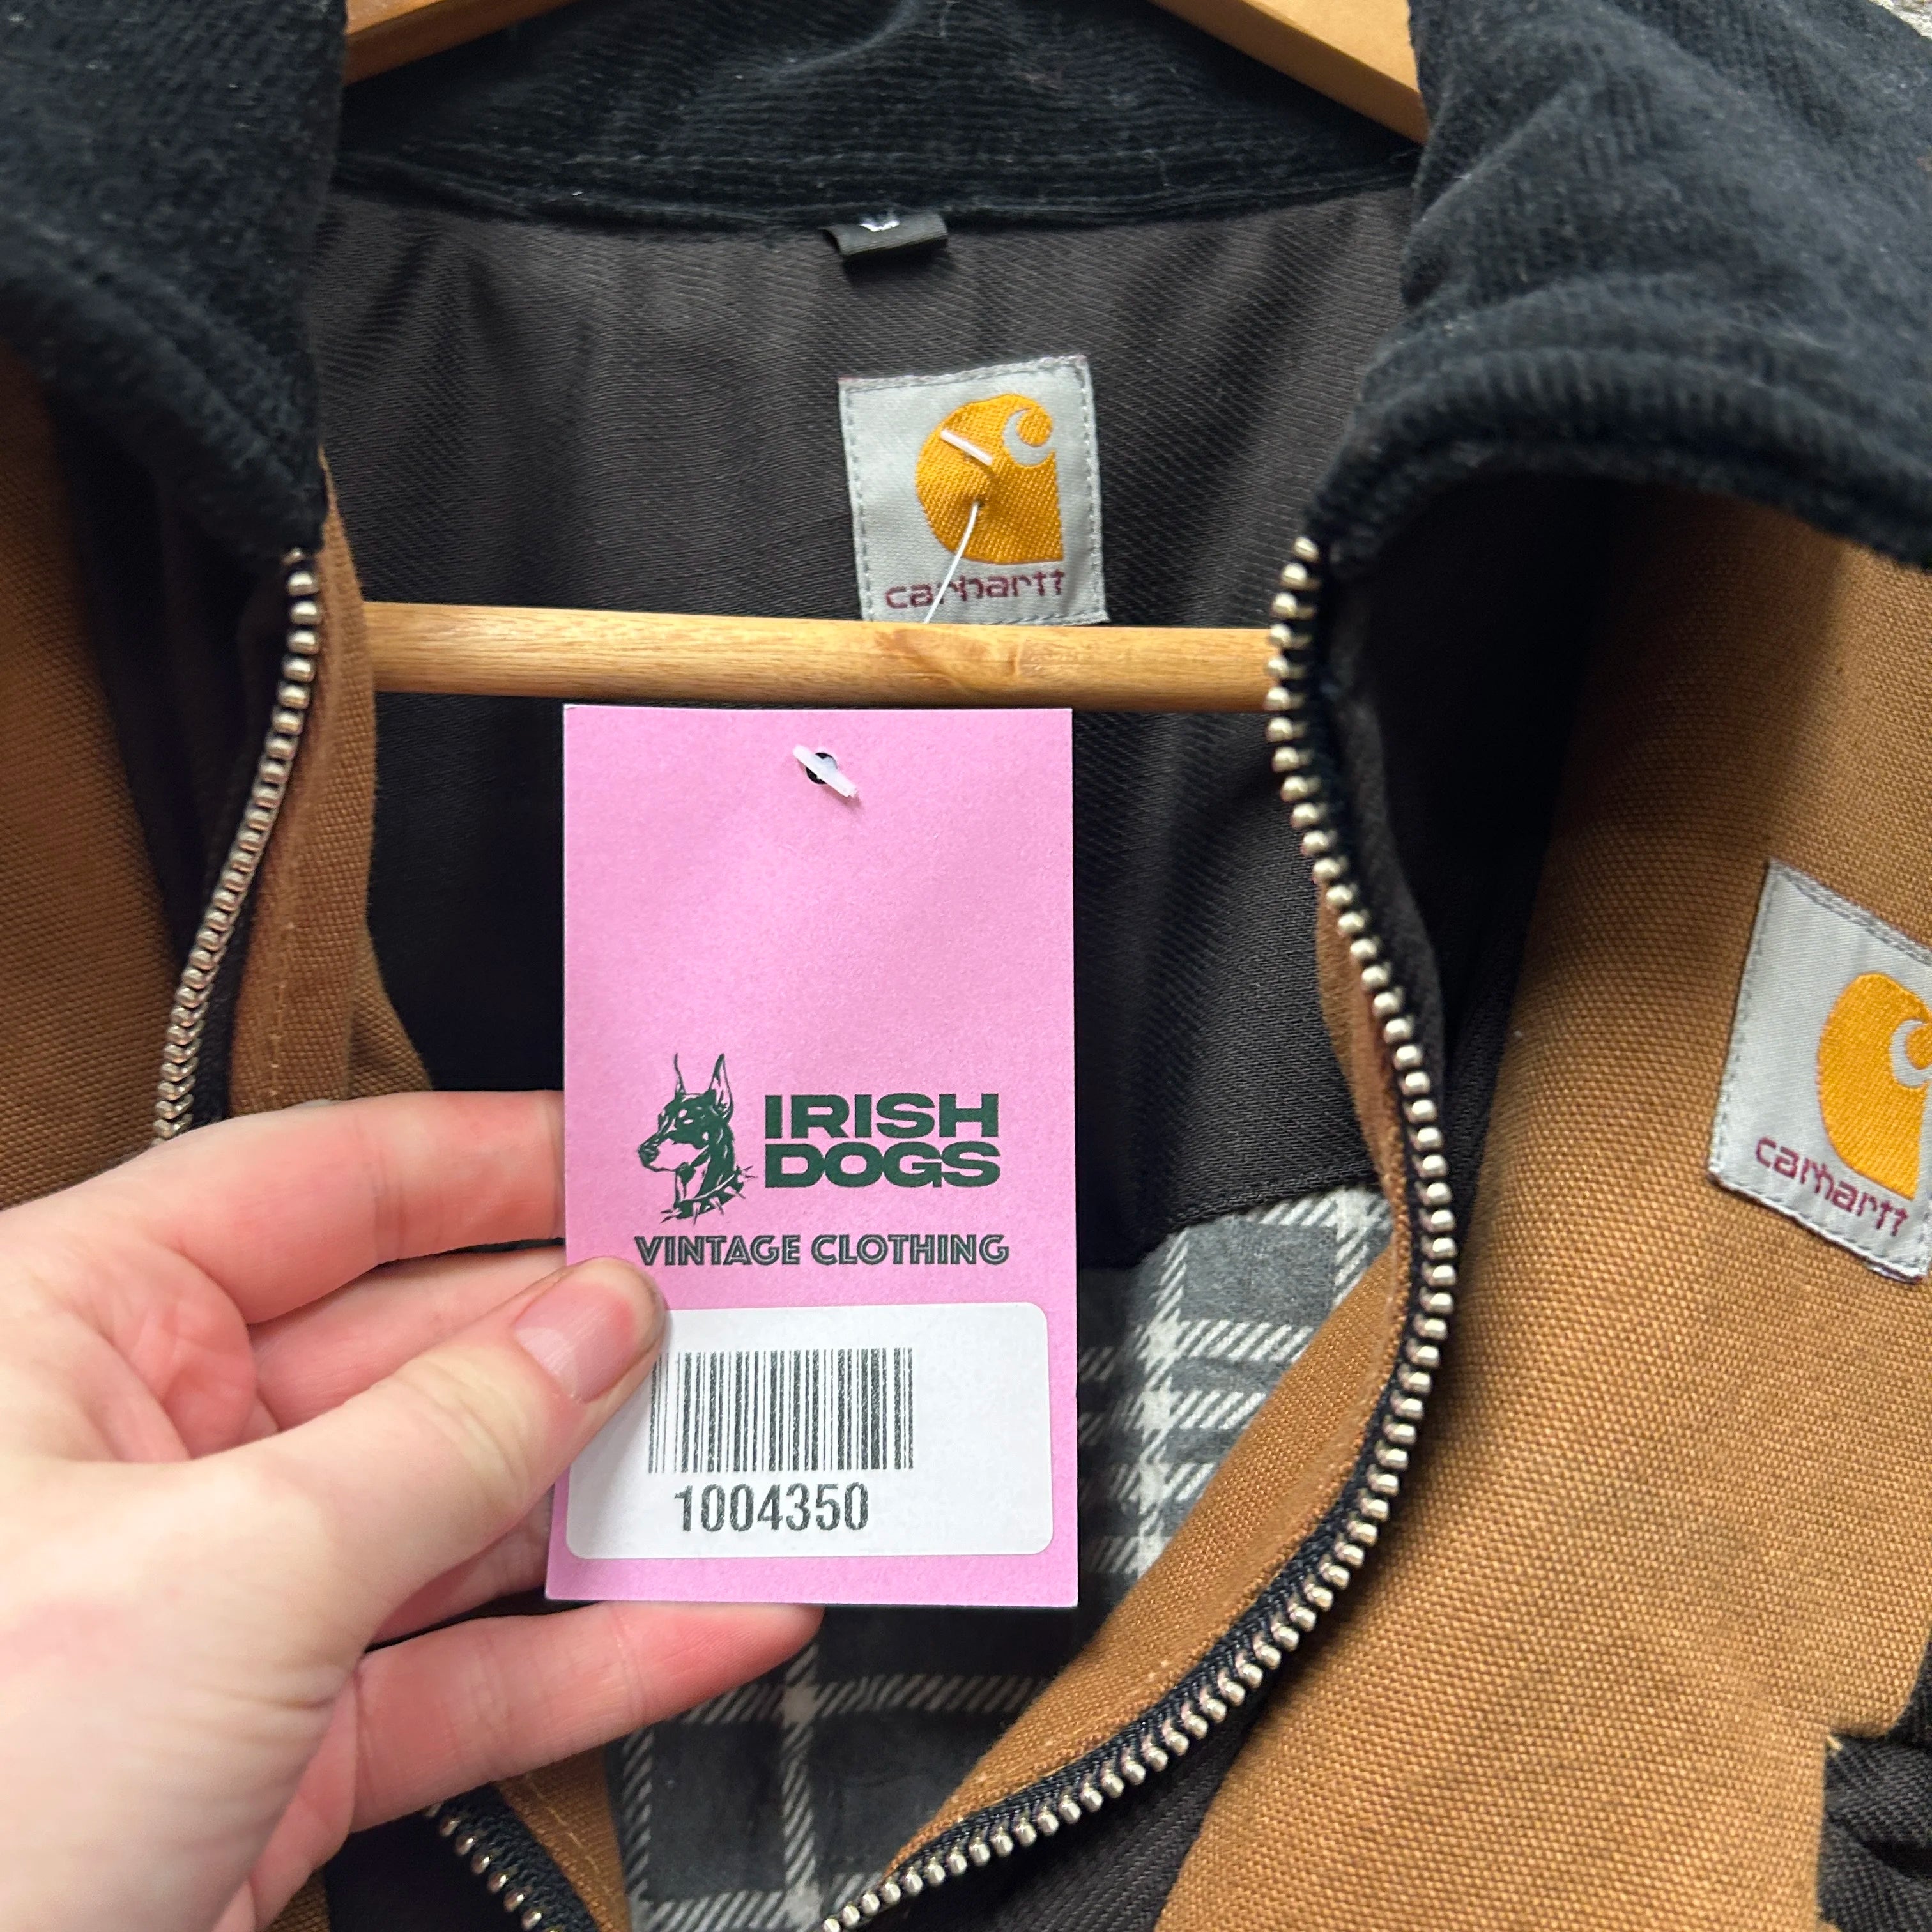 carhartt
IRISH
DOGS
VINTAGE CLOTHING
1004350
carhartt